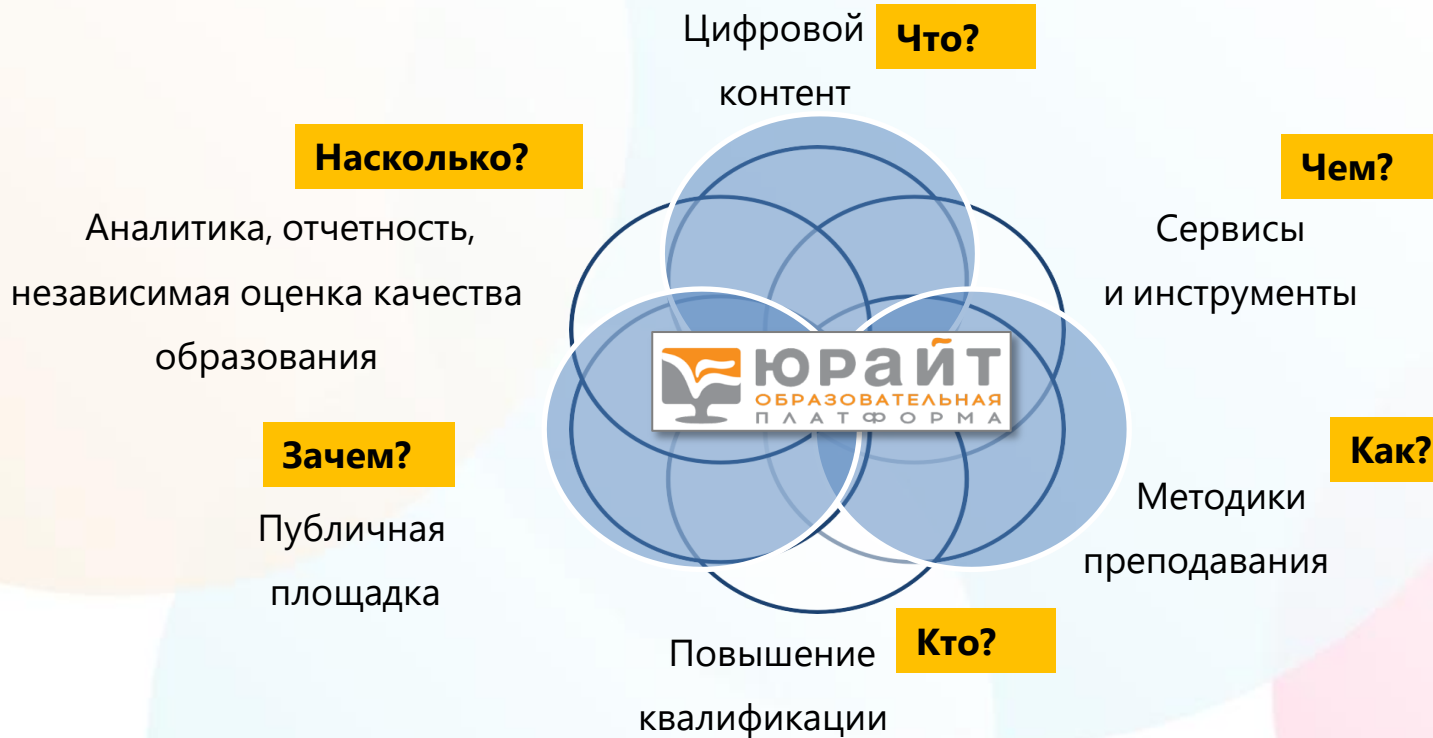 Что?
Цифровой
контент
Чем?
Сервисы
и инструменты
Как?
Методики
преподавания
Кто?
Повышение
квалификации
Зачем?
Публичная
площадка
Насколько?
Аналитика, отчетность,
независимая оценка качества
образования
ЮРАЙТ
ОБРАЗОВАТЕЛЬНАЯ
ПЛАТФОРМА